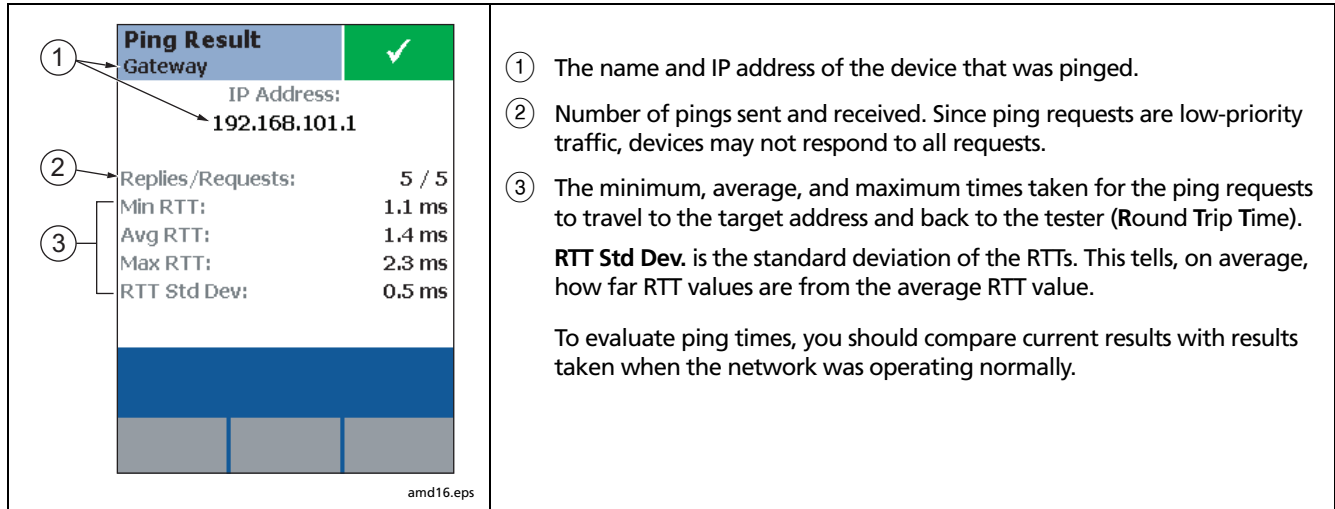 Ping Result
Gateway
✓
1
IP Address:
192.168.101.1
2
Replies/Requests: 5 / 5
Min RTT: 1.1 ms
3
Avg RTT: 1.4 ms
Max RTT: 2.3 ms
RTT Std Dev: 0.5 ms
amd16.eps
1 The name and IP address of the device that was pinged.
2 Number of pings sent and received. Since ping requests are low-priority
traffic, devices may not respond to all requests.
3 The minimum, average, and maximum times taken for the ping requests
to travel to the target address and back to the tester (Round Trip Time).
RTT Std Dev. is the standard deviation of the RTTs. This tells, on average,
how far RTT values are from the average RTT value.
To evaluate ping times, you should compare current results with results
taken when the network was operating normally.